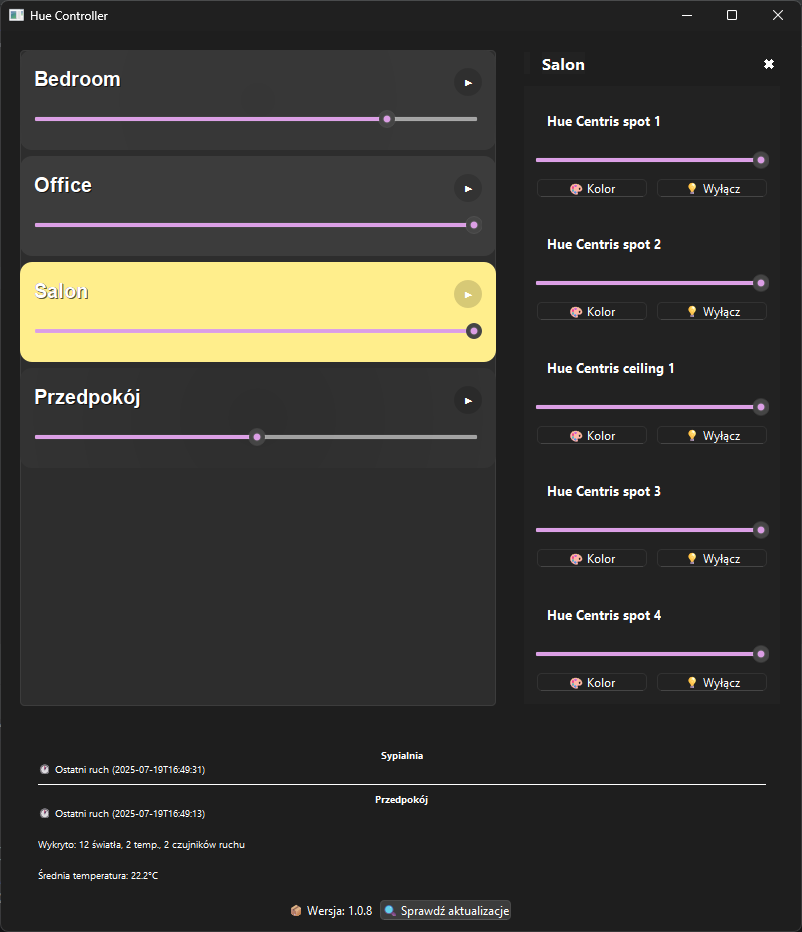 Hue Controller
Bedroom
Office
Salon
Przedpokój
Salon
Hue Centris spot 1
Kolor Wyłącz
Hue Centris spot 2
Kolor Wyłącz
Hue Centris ceiling 1
Kolor Wyłącz
Hue Centris spot 3
Kolor Wyłącz
Hue Centris spot 4
Kolor Wyłącz
Sypialnia
Ostatni ruch (2025-07-19T16:49:31)
Przedpokój
Ostatni ruch (2025-07-19T16:49:13)
Wykryto: 12 światła, 2 temp., 2 czujników ruchu
Średnia temperatura: 22.2°C
Wersja: 1.0.8 Sprawdź aktualizacje